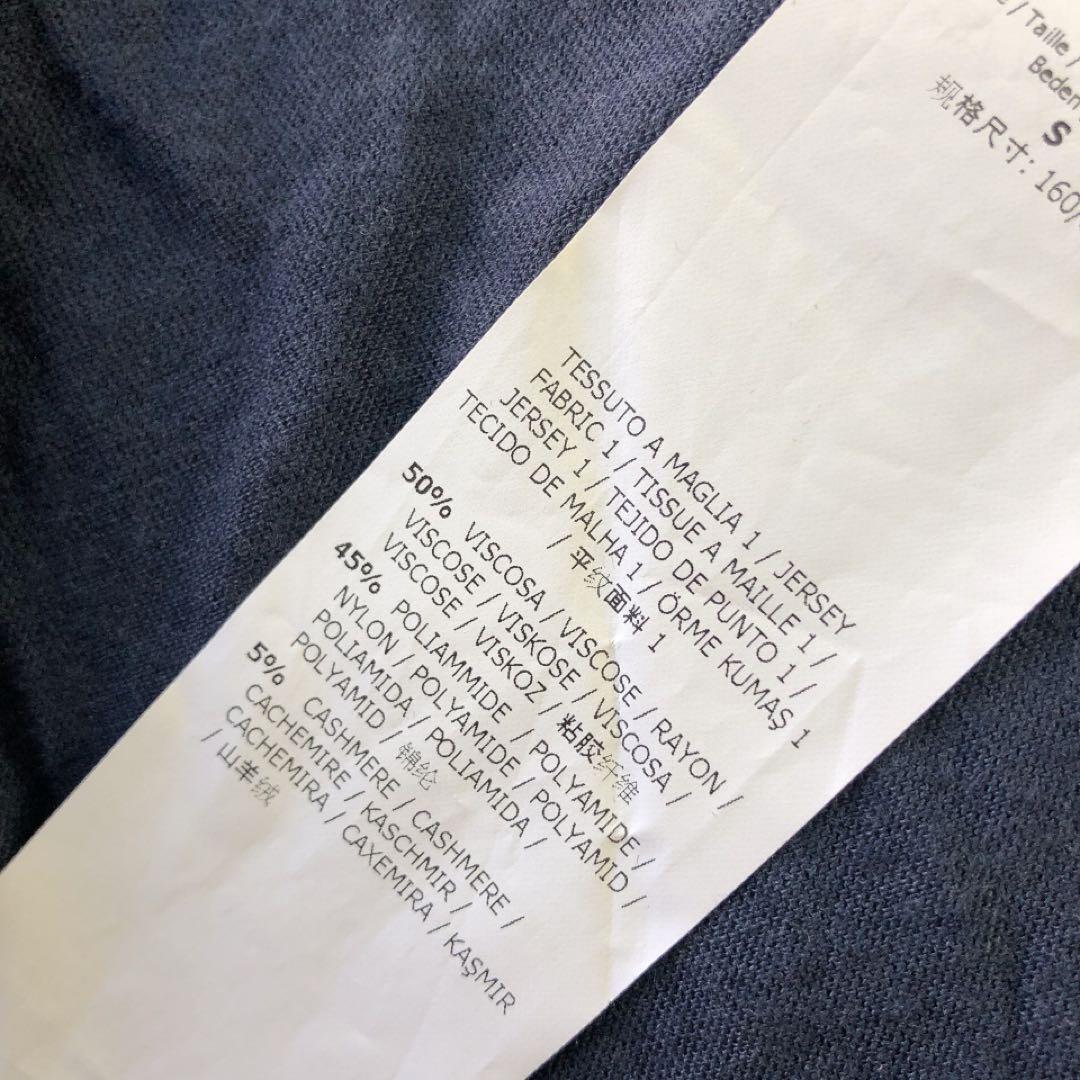 / Taille /
Beden
S
规格尺寸: 160/
TESSUTO A MAGLIA 1 / JERSEY
FABRIC 1 / TISSUE A MAILLE 1 /
JERSEY 1 / TEJIDO DE PUNTO 1 /
TECIDO DE MALHA 1 / ÖRME KUMAŞ 1
/ 平纹面料 1
50% VISCOSA / VISCOSE / RAYON /
VISCOSE / VISKOSE / VISCOSA /
VISCOSE / VISKOZ / 粘胶纤维
45% POLIAMMIDE / POLYAMIDE /
NYLON / POLYAMIDE / POLYAMID /
POLIAMIDA / POLIAMIDA /
POLYAMID / 锦纶
5% CASHMERE / CASHMERE /
CACHEMIRE / KASCHMIR /
CACHEMIRA / CAXEMIRA / KAŞMIR
/ 山羊绒